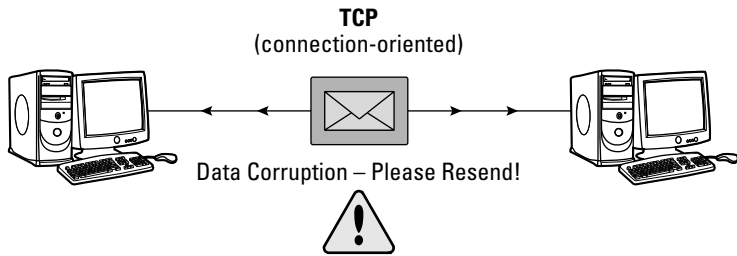 TCP
(connection-oriented)
Data Corruption – Please Resend!
!